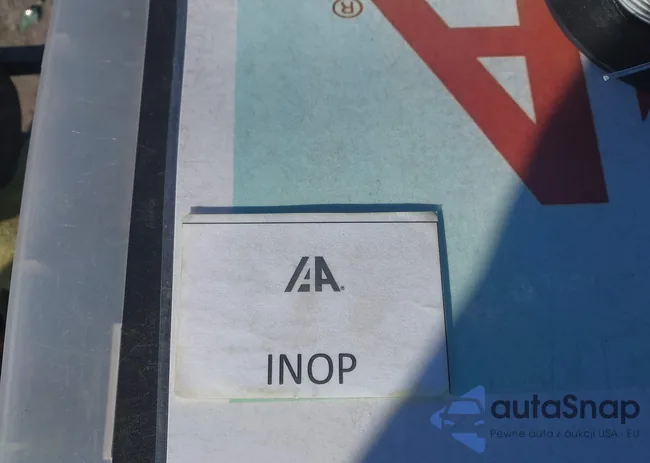 ®
A
IAA®
INOP
autaSnap
Pewne auta z aukcji USA - EU